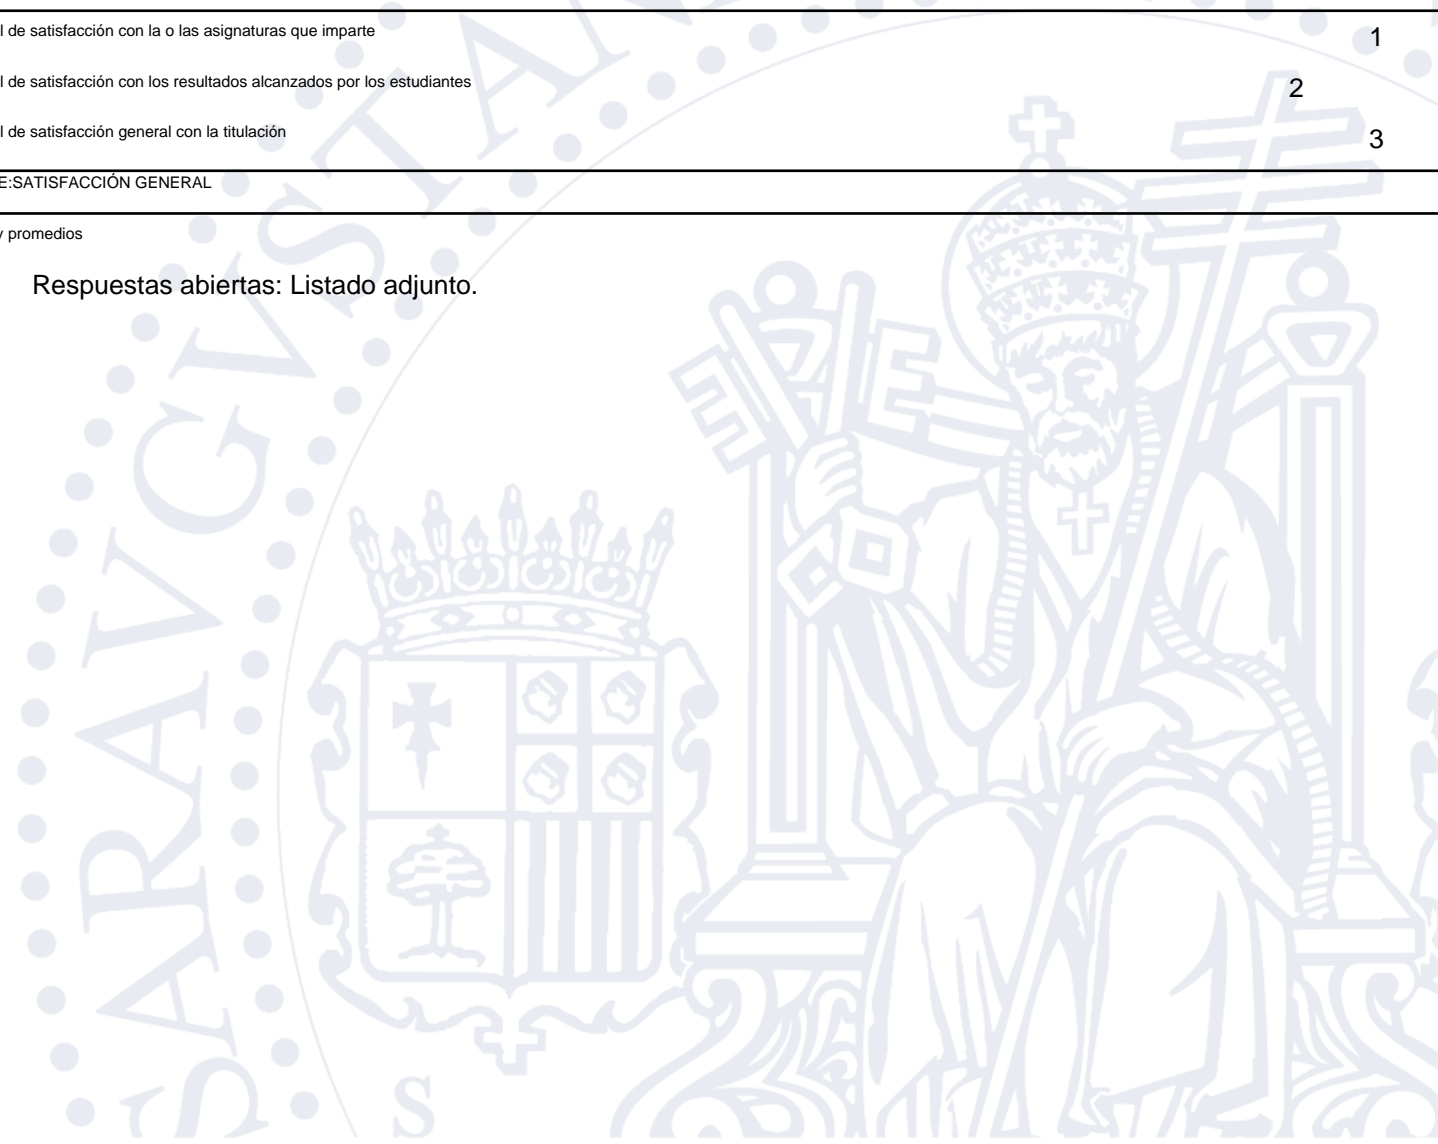 l de satisfacción con la o las asignaturas que imparte 1
l de satisfacción con los resultados alcanzados por los estudiantes 2
l de satisfacción general con la titulación 3
E:SATISFACCIÓN GENERAL
y promedios
Respuestas abiertas: Listado adjunto.
SARAVGVSTAN
S